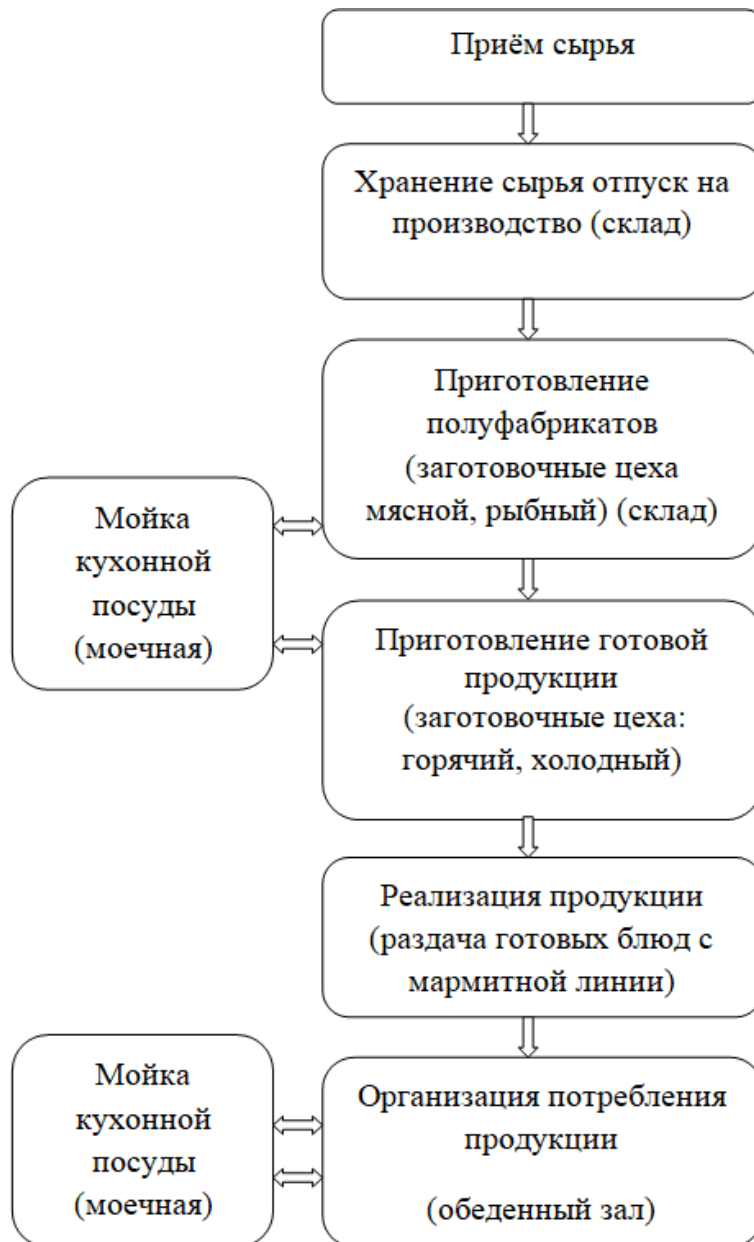 Приём сырья
Хранение сырья отпуск на
производство (склад)
Приготовление
полуфабрикатов
(заготовочные цеха
мясной, рыбный) (склад)
Мойка
кухонной
посуды
(моечная)
Приготовление готовой
продукции
(заготовочные цеха:
горячий, холодный)
Реализация продукции
(раздача готовых блюд с
мармитной линии)
Мойка
кухонной
посуды
(моечная)
Организация потребления
продукции
(обеденный зал)